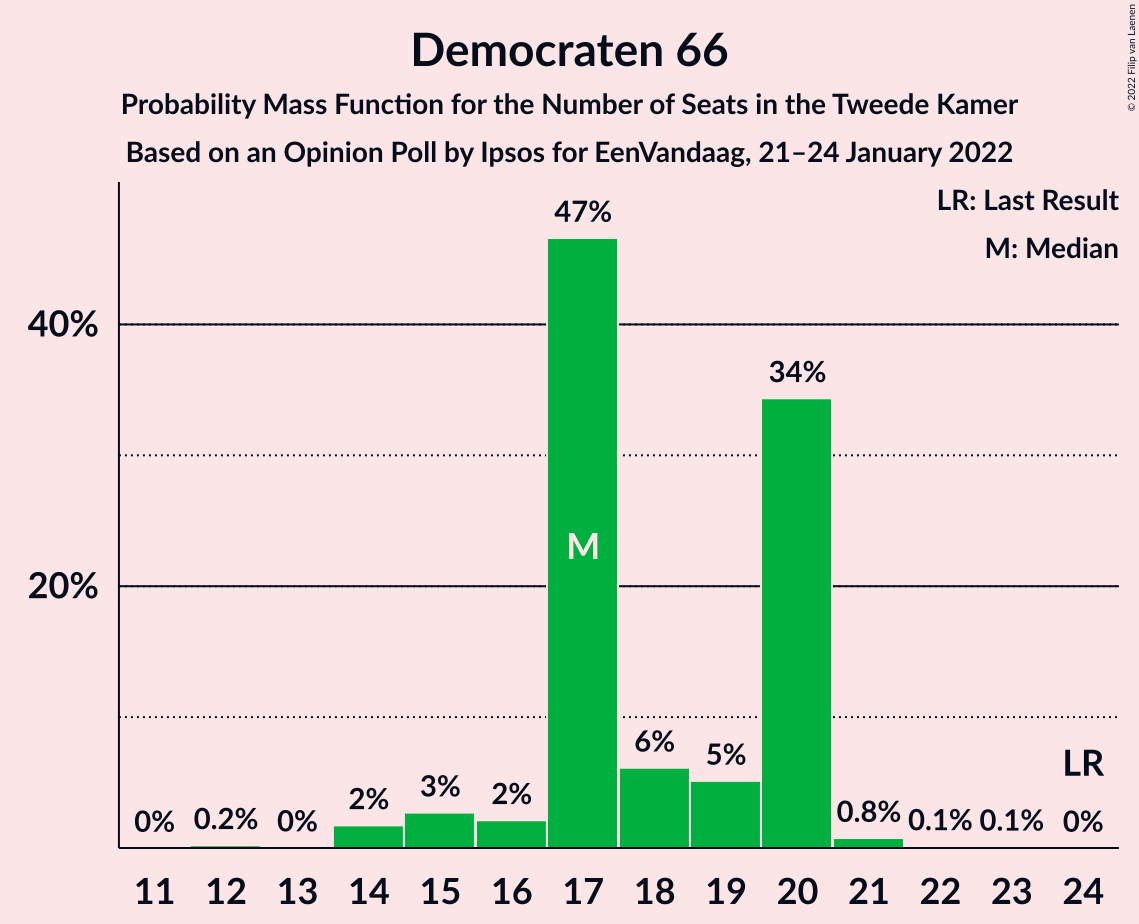 Democraten 66
Probability Mass Function for the Number of Seats in the Tweede Kamer
Based on an Opinion Poll by Ipsos for EenVandaag, 21–24 January 2022
© 2022 Filip van Laenen
LR: Last Result
M: Median
47%
40%
34%
M
20%
6%
5%
LR
0%
0.2%
0%
2%
3%
2%
0.8%
0.1%
0.1%
0%
11 12 13 14 15 16 17 18 19 20 21 22 23 24